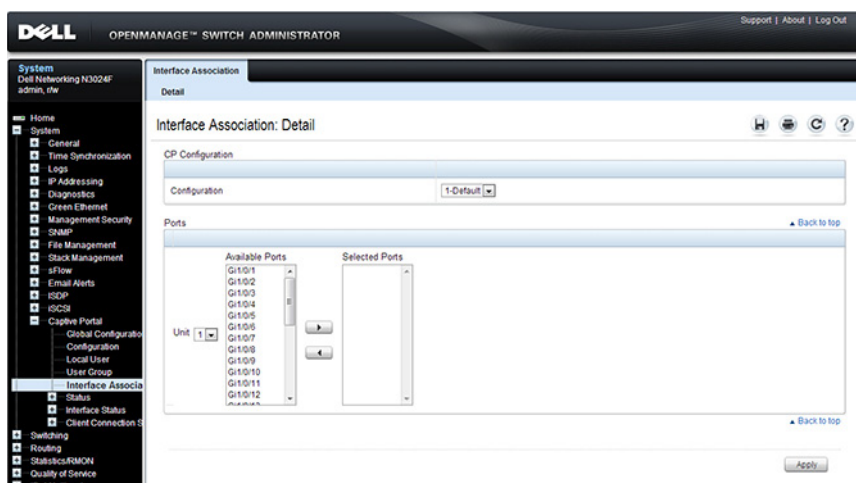 Support | About | Log Out
DELL OPENMANAGE™ SWITCH ADMINISTRATOR
System
Dell Networking N3024F
admin, r/w
Home
System
General
Time Synchronization
Logs
IP Addressing
Diagnostics
Green Ethernet
Management Security
SNMP
File Management
Stack Management
sFlow
Email Alerts
ISDP
iSCSI
Captive Portal
Global Configuratio
Configuration
Local User
User Group
Interface Associa
Status
Interface Status
Client Connection S
Switching
Routing
Statistics/RMON
Quality of Service
Interface Association
Detail
Interface Association: Detail
CP Configuration
Configuration
1-Default
Ports
Back to top
Available Ports
Selected Ports
Unit 1
Gi1/0/1
Gi1/0/2
Gi1/0/3
Gi1/0/4
Gi1/0/5
Gi1/0/6
Gi1/0/7
Gi1/0/8
Gi1/0/9
Gi1/0/10
Gi1/0/11
Gi1/0/12
Back to top
Apply